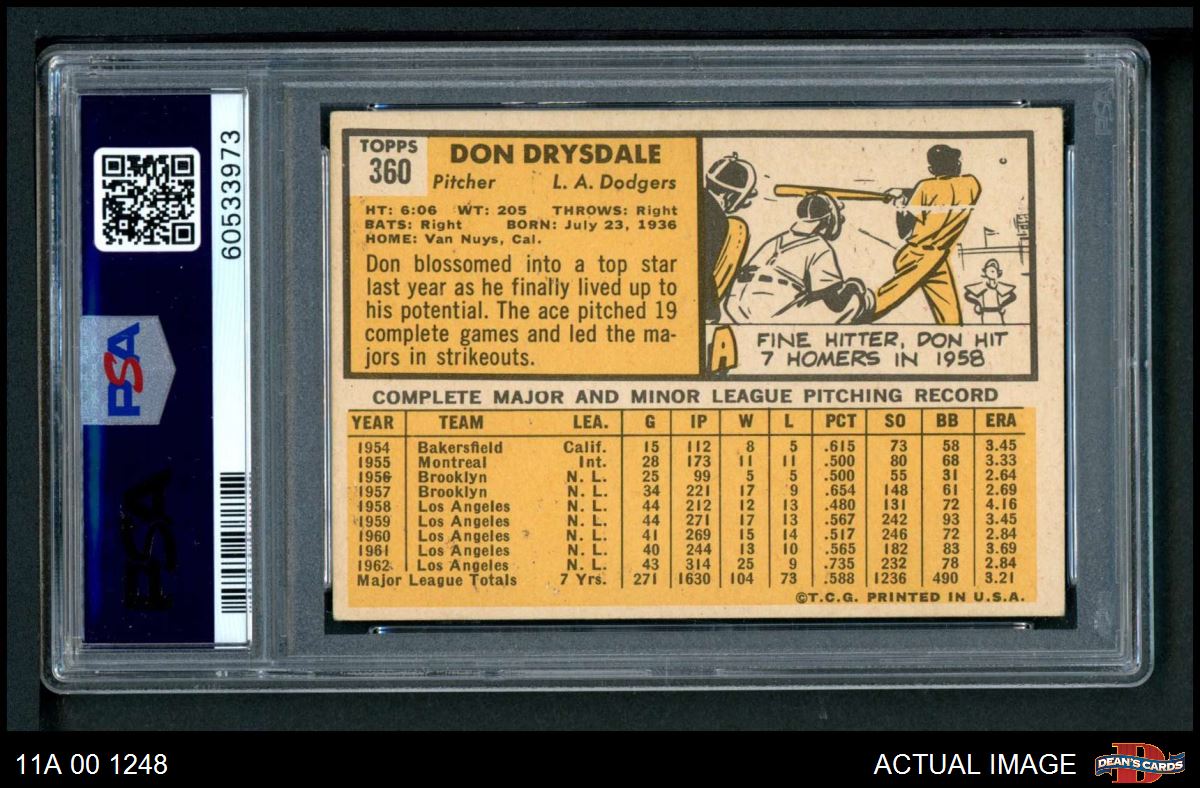 60533973
PSA
PSA
TOPPS
360
DON DRYSDALE
Pitcher L. A. Dodgers
HT: 6:06 WT: 205 THROWS: Right
BATS: Right BORN: July 23, 1936
HOME: Van Nuys, Cal.
Don blossomed into a top star
last year as he finally lived up to
his potential. The ace pitched 19
complete games and led the ma-
jors in strikeouts.
FINE HITTER, DON HIT
7 HOMERS IN 1958
COMPLETE MAJOR AND MINOR LEAGUE PITCHING RECORD
YEAR TEAM LEA. G IP W L PCT SO BB ERA
1954 Bakersfield Calif. 15 112 8 5 .615 73 58 3.45
1955 Montreal Int. 28 173 11 11 .500 80 68 3.33
1956 Brooklyn N. L. 25 99 5 5 .500 55 31 2.64
1957 Brooklyn N. L. 34 221 17 9 .654 148 61 2.69
1958 Los Angeles N. L. 44 212 12 13 .480 131 72 4.16
1959 Los Angeles N. L. 44 271 17 13 .567 242 93 3.45
1960 Los Angeles N. L. 41 269 15 14 .517 246 72 2.84
1961 Los Angeles N. L. 40 244 13 10 .565 182 83 3.69
1962 Los Angeles N. L. 43 314 25 9 .735 232 78 2.84
Major League Totals 7 Yrs. 271 1630 104 73 .588 1236 490 3.21
©T.C.G. PRINTED IN U.S.A.
11A 00 1248
ACTUAL IMAGE
D
DEAN'S CARDS